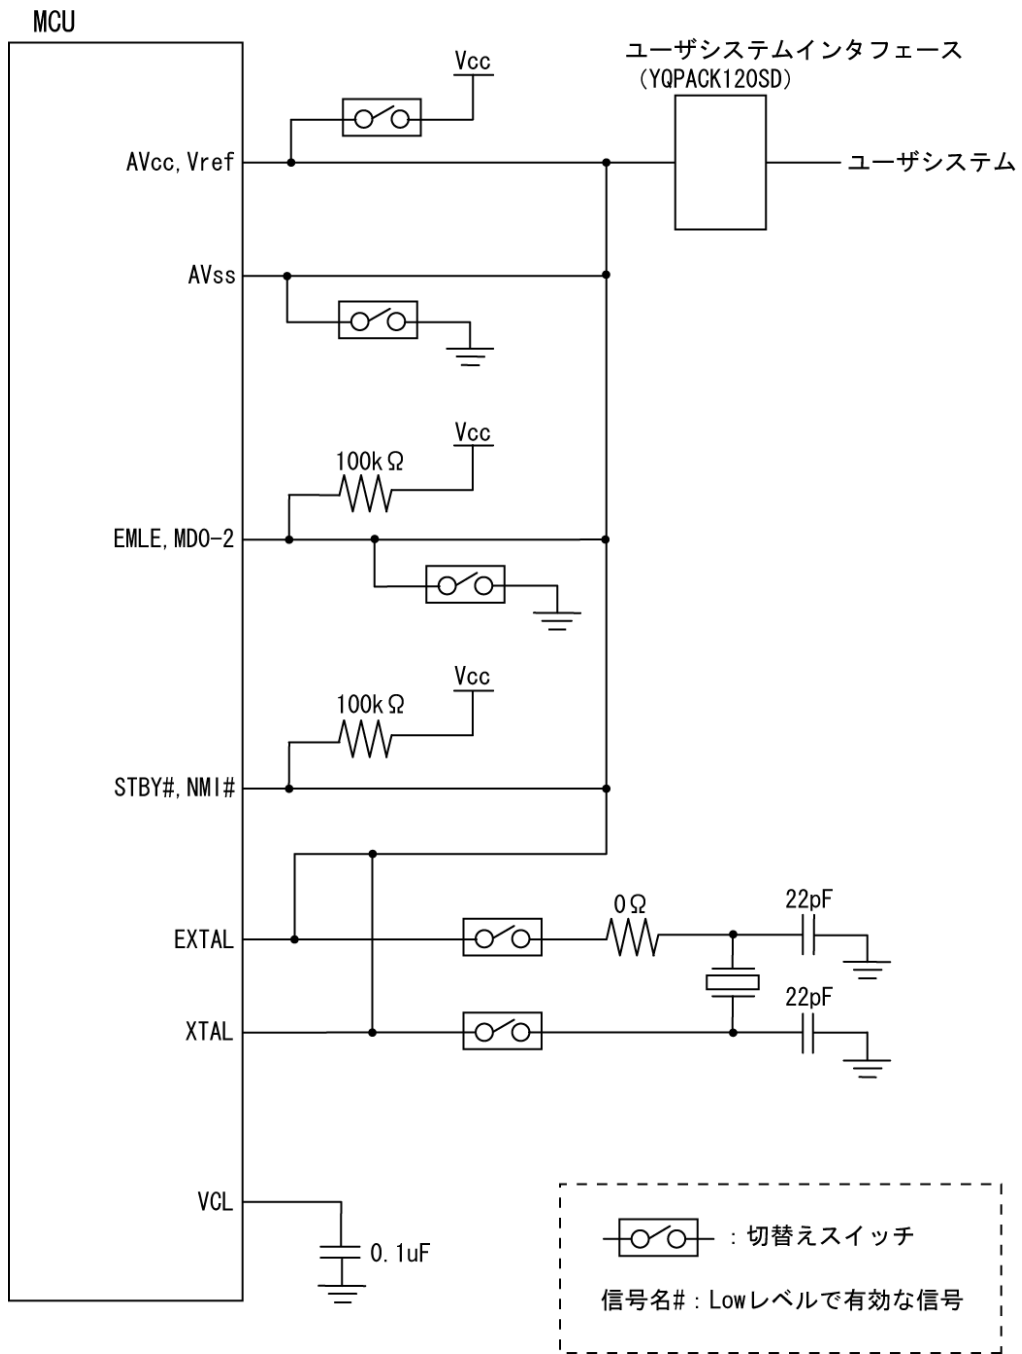 MCU
ユーザシステムインタフェース
(YQPACK120SD)
Vcc
AVcc, Vref
ユーザシステム
AVss
Vcc
100kΩ
EMLE, MD0-2
Vcc
100kΩ
STBY#, NMI#
0Ω
22pF
EXTAL
22pF
XTAL
VCL
0.1uF
: 切替えスイッチ
信号名# : Lowレベルで有効な信号